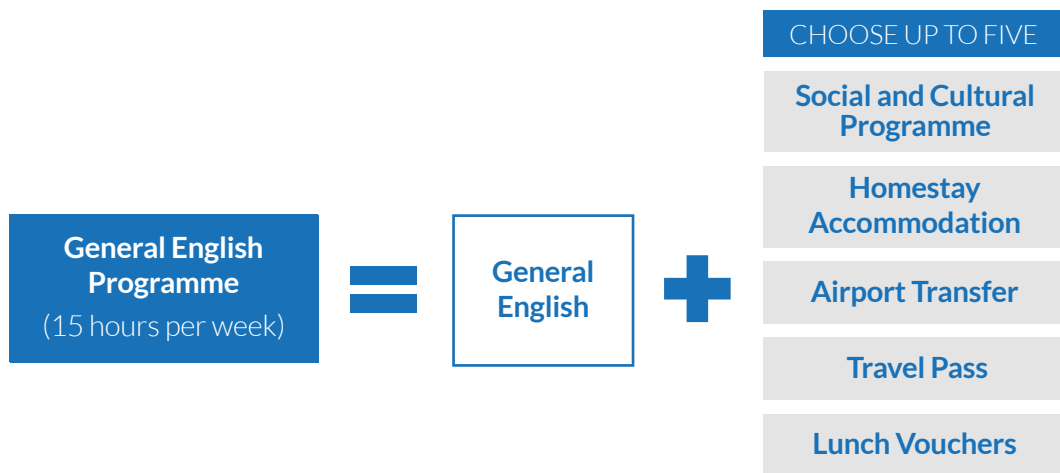 General English
Programme
(15 hours per week)
General
English
CHOOSE UP TO FIVE
Social and Cultural
Programme
Homestay
Accommodation
Airport Transfer
Travel Pass
Lunch Vouchers